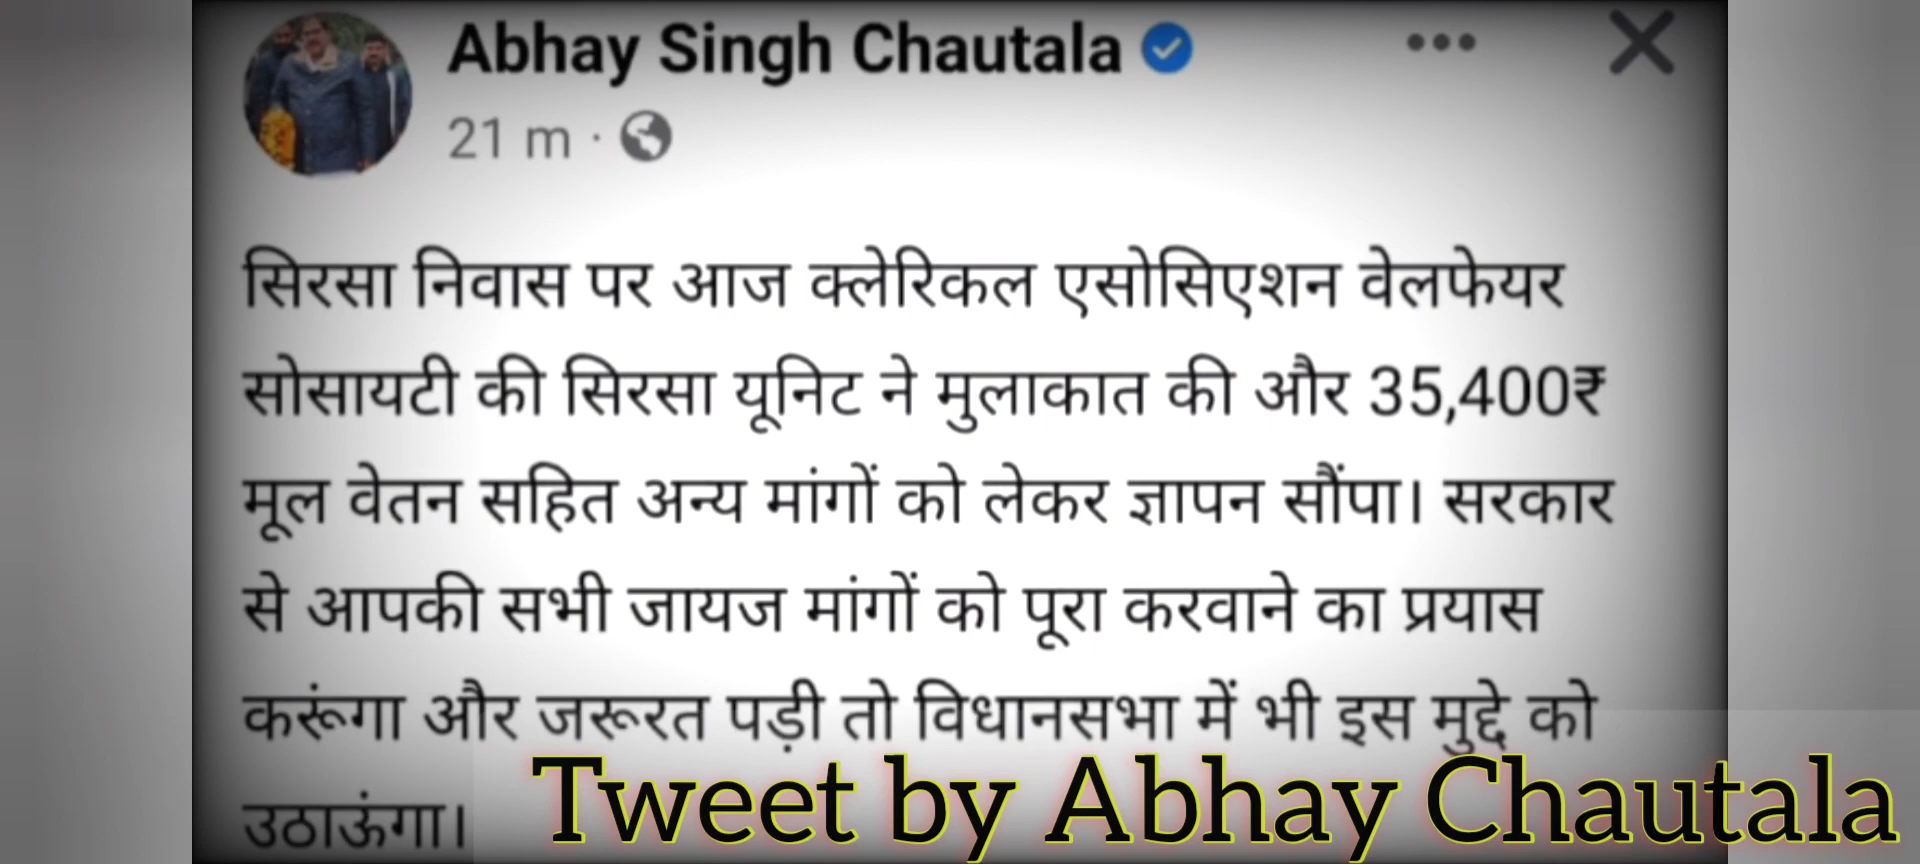 Abhay Singh Chautala
21 m ·
सिरसा निवास पर आज क्लेरिकल एसोसिएशन वेलफेयर
सोसायटी की सिरसा यूनिट ने मुलाकात की और 35,400₹
मूल वेतन सहित अन्य मांगों को लेकर ज्ञापन सौंपा। सरकार
से आपकी सभी जायज मांगों को पूरा करवाने का प्रयास
करूंगा और जरूरत पड़ी तो विधानसभा में भी इस मुद्दे को
उठाऊंगा।
Tweet by Abhay Chautala